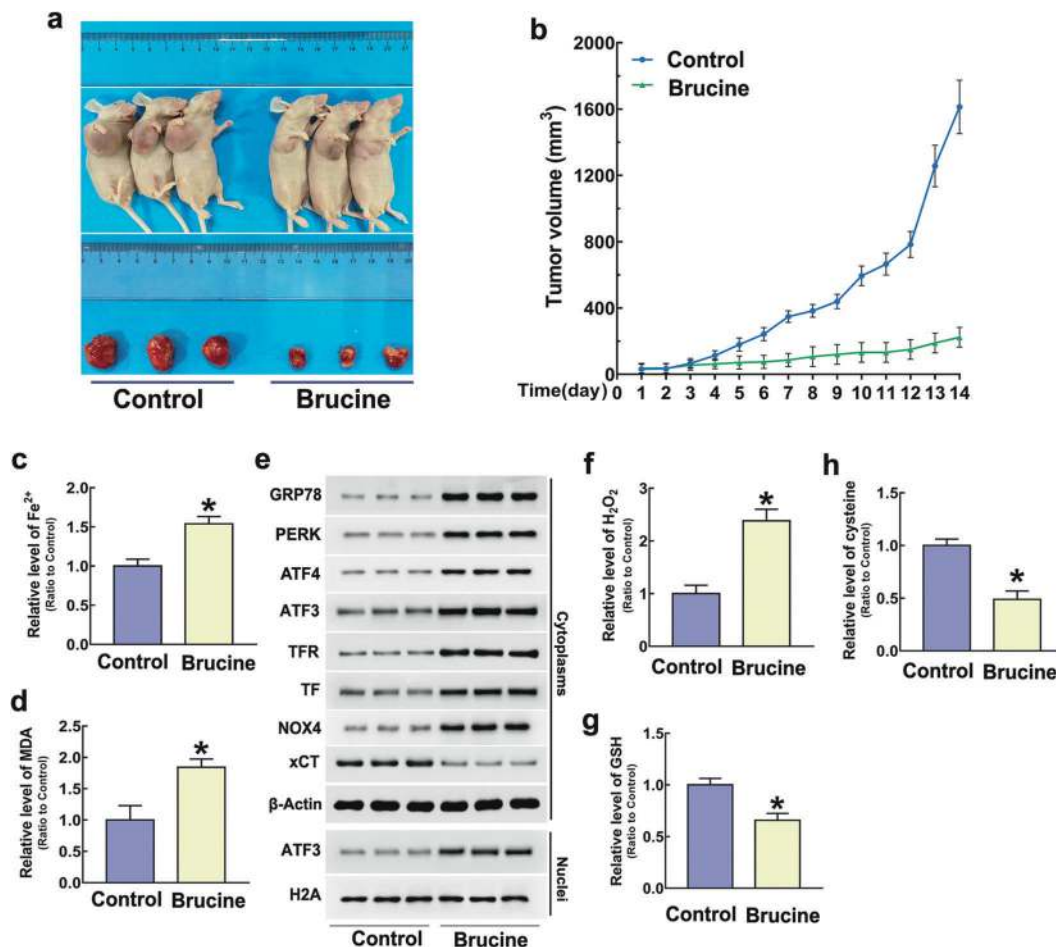 a
Control
Brucine
b
2000
1600
1200
800
400
0
Tumor volume (mm³)
Control
Brucine
Time(day) 0 1 2 3 4 5 6 7 8 9 10 11 12 13 14
c
2.0
1.5
1.0
0.5
0.0
Relative level of Fe²⁺
(Ratio to Control)
*
Control Brucine
d
2.5
2.0
1.5
1.0
0.5
0.0
Relative level of MDA
(Ratio to Control)
*
Control Brucine
e
GRP78
PERK
ATF4
ATF3
TFR
TF
NOX4
xCT
β-Actin
ATF3
H2A
Cytoplasms
Nuclei
Control Brucine
f
3
2
1
0
Relative level of H₂O₂
(Ratio to Control)
*
Control Brucine
h
1.5
1.0
0.5
0.0
Relative level of cysteine
(Ratio to Control)
*
Control Brucine
g
1.5
1.0
0.5
0.0
Relative level of GSH
(Ratio to Control)
*
Control Brucine